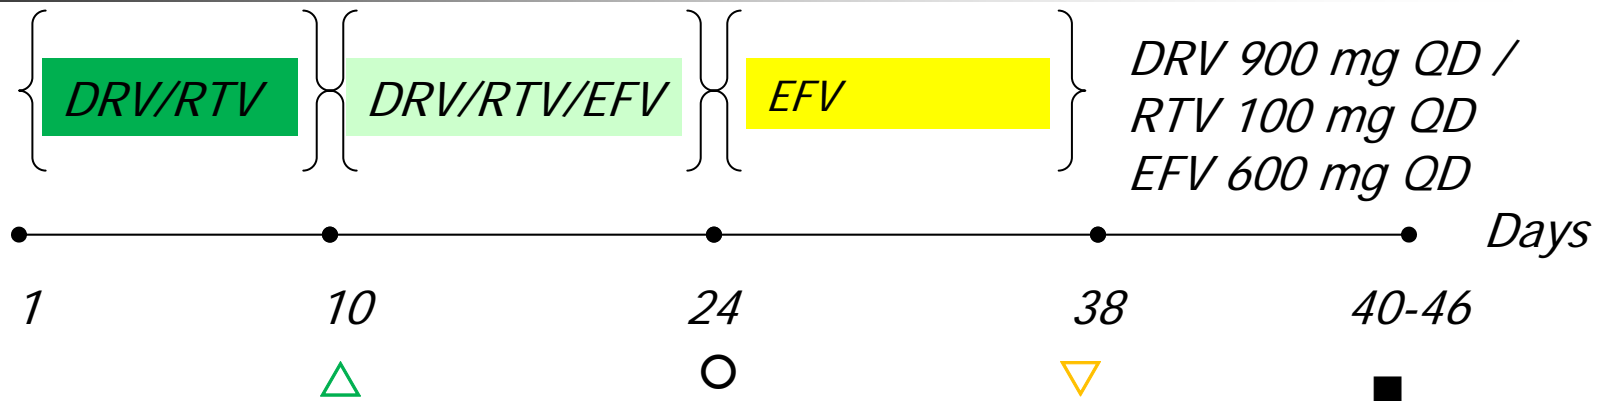 DRV/RTV
DRV/RTV/EFV
EFV
DRV 900 mg QD /
RTV 100 mg QD
EFV 600 mg QD
Days
1
10
24
38
40-46